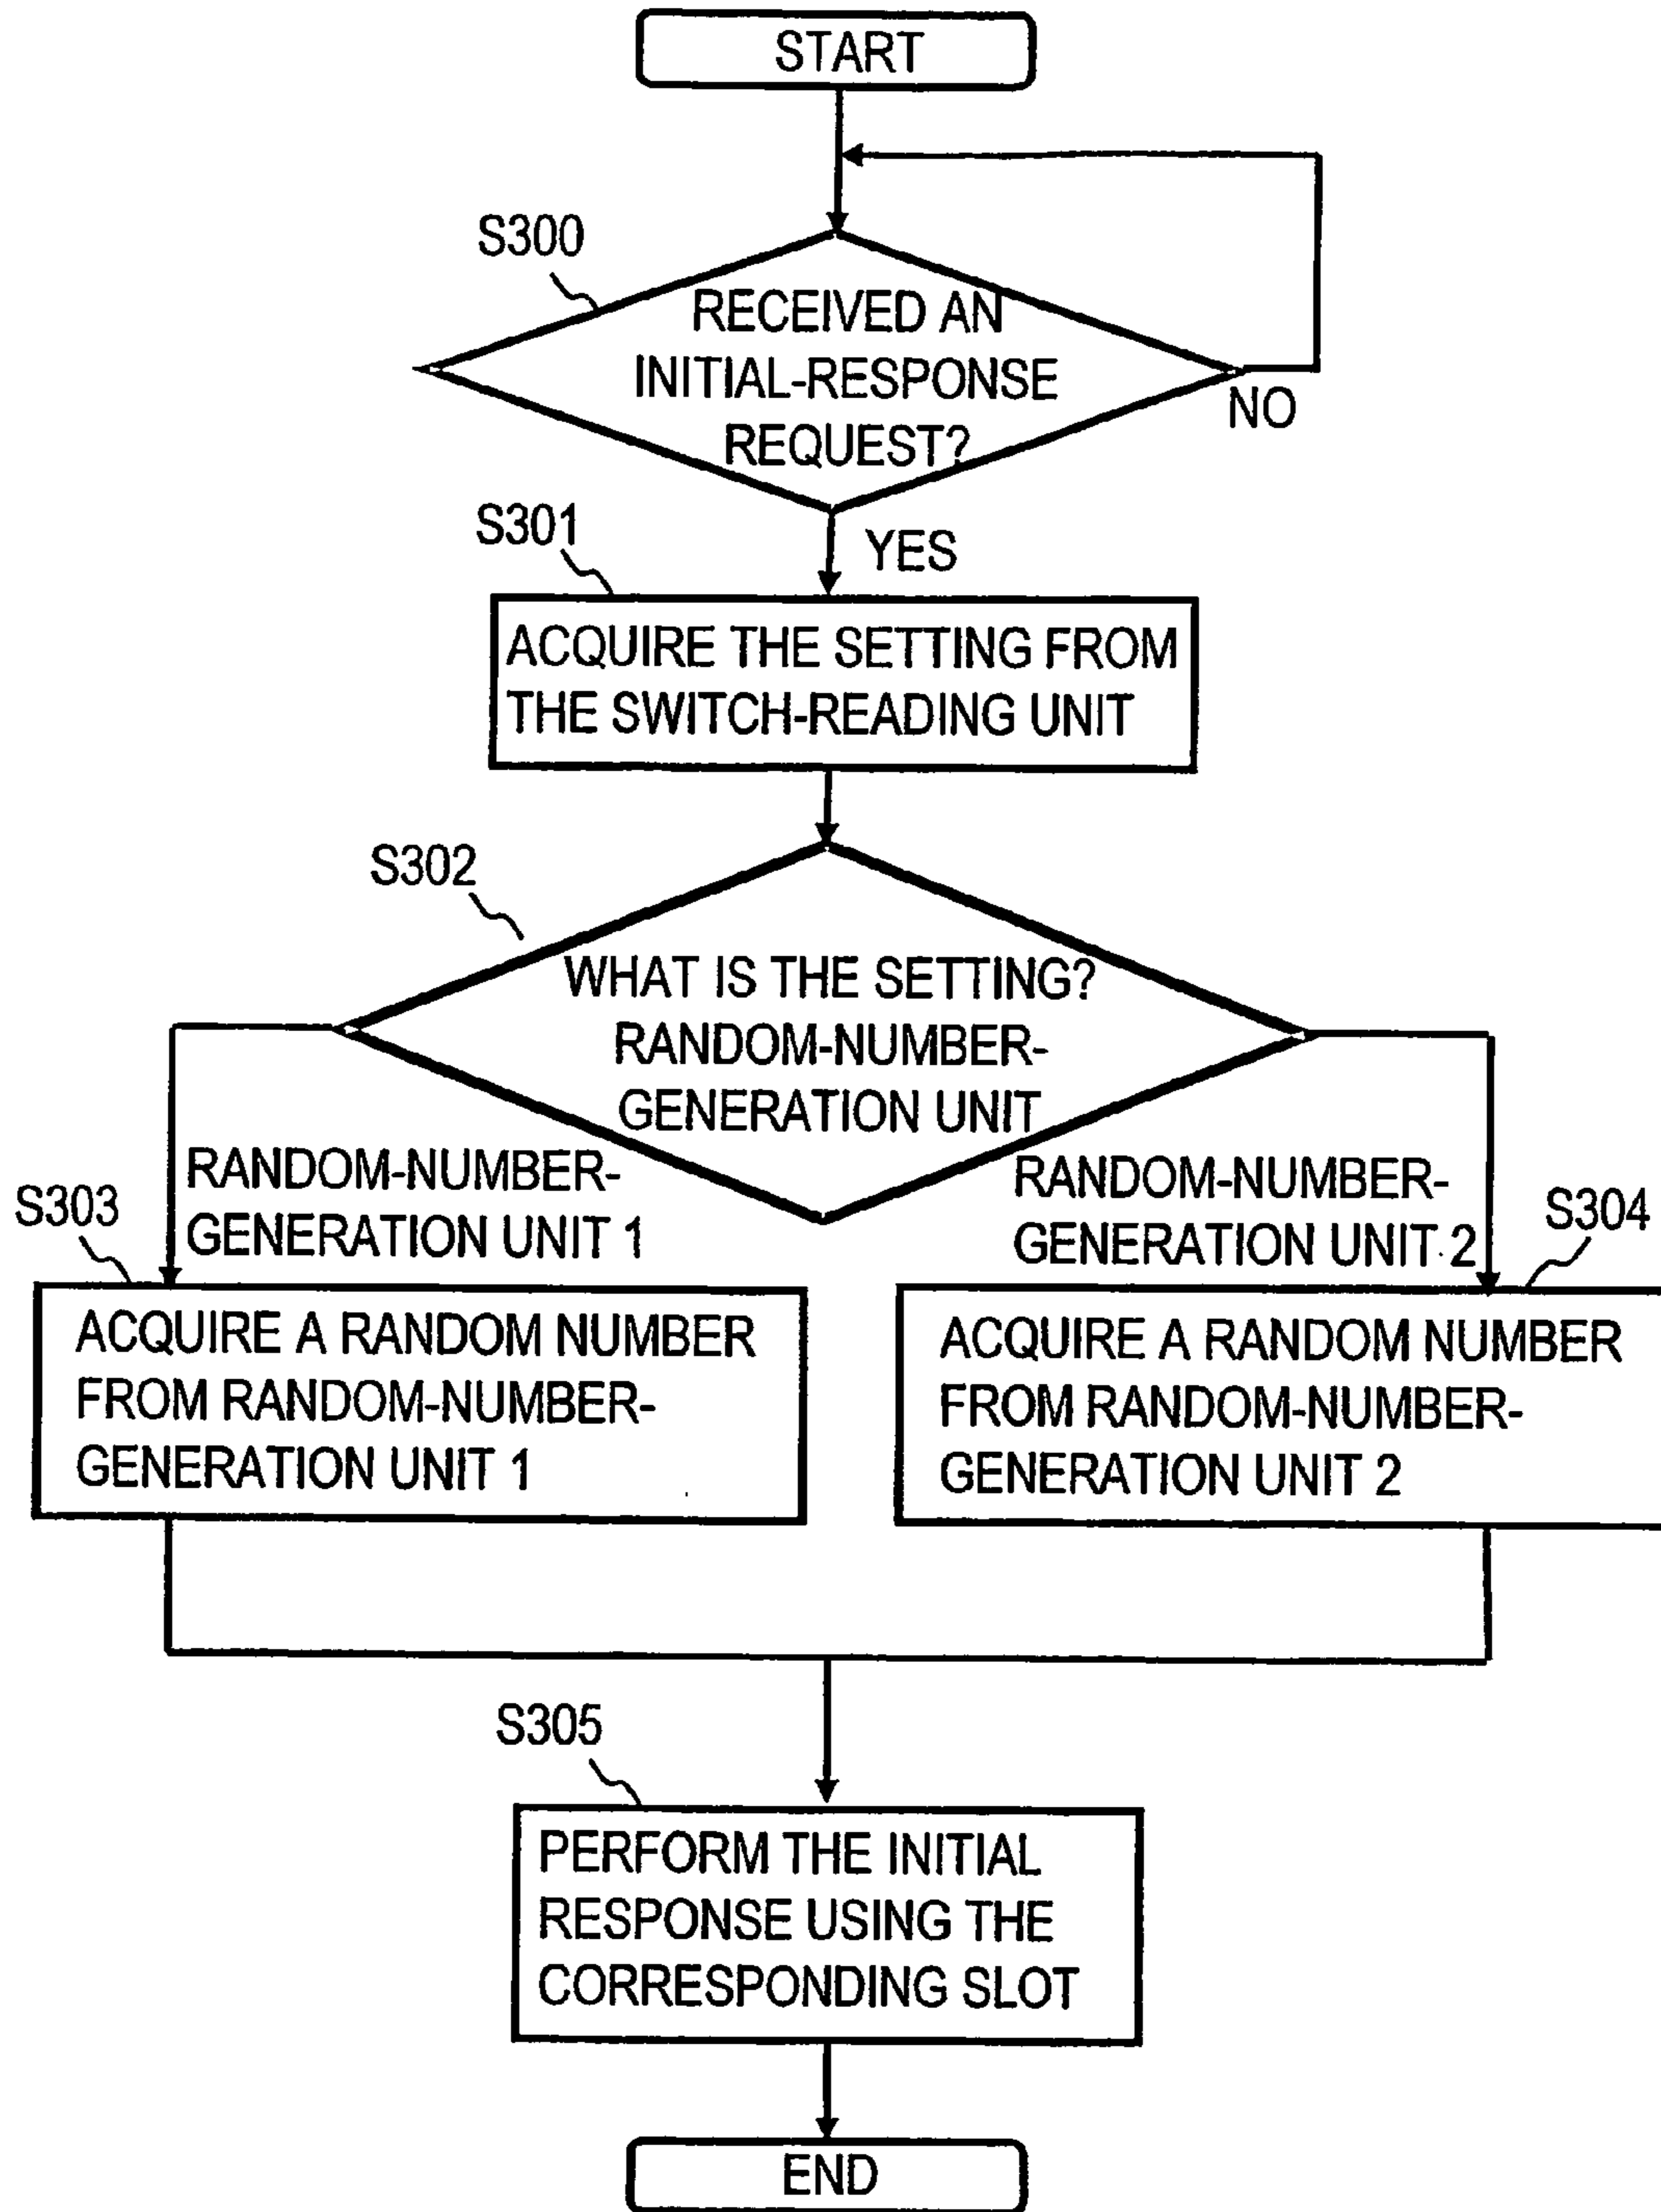 START
S300
RECEIVED AN
INITIAL-RESPONSE
REQUEST?
NO
S301
YES
ACQUIRE THE SETTING FROM
THE SWITCH-READING UNIT
S302
WHAT IS THE SETTING?
RANDOM-NUMBER-
GENERATION UNIT
RANDOM-NUMBER-
GENERATION UNIT 1
RANDOM-NUMBER-
GENERATION UNIT 2
S303
S304
ACQUIRE A RANDOM NUMBER
FROM RANDOM-NUMBER-
GENERATION UNIT 1
ACQUIRE A RANDOM NUMBER
FROM RANDOM-NUMBER-
GENERATION UNIT 2
S305
PERFORM THE INITIAL
RESPONSE USING THE
CORRESPONDING SLOT
END